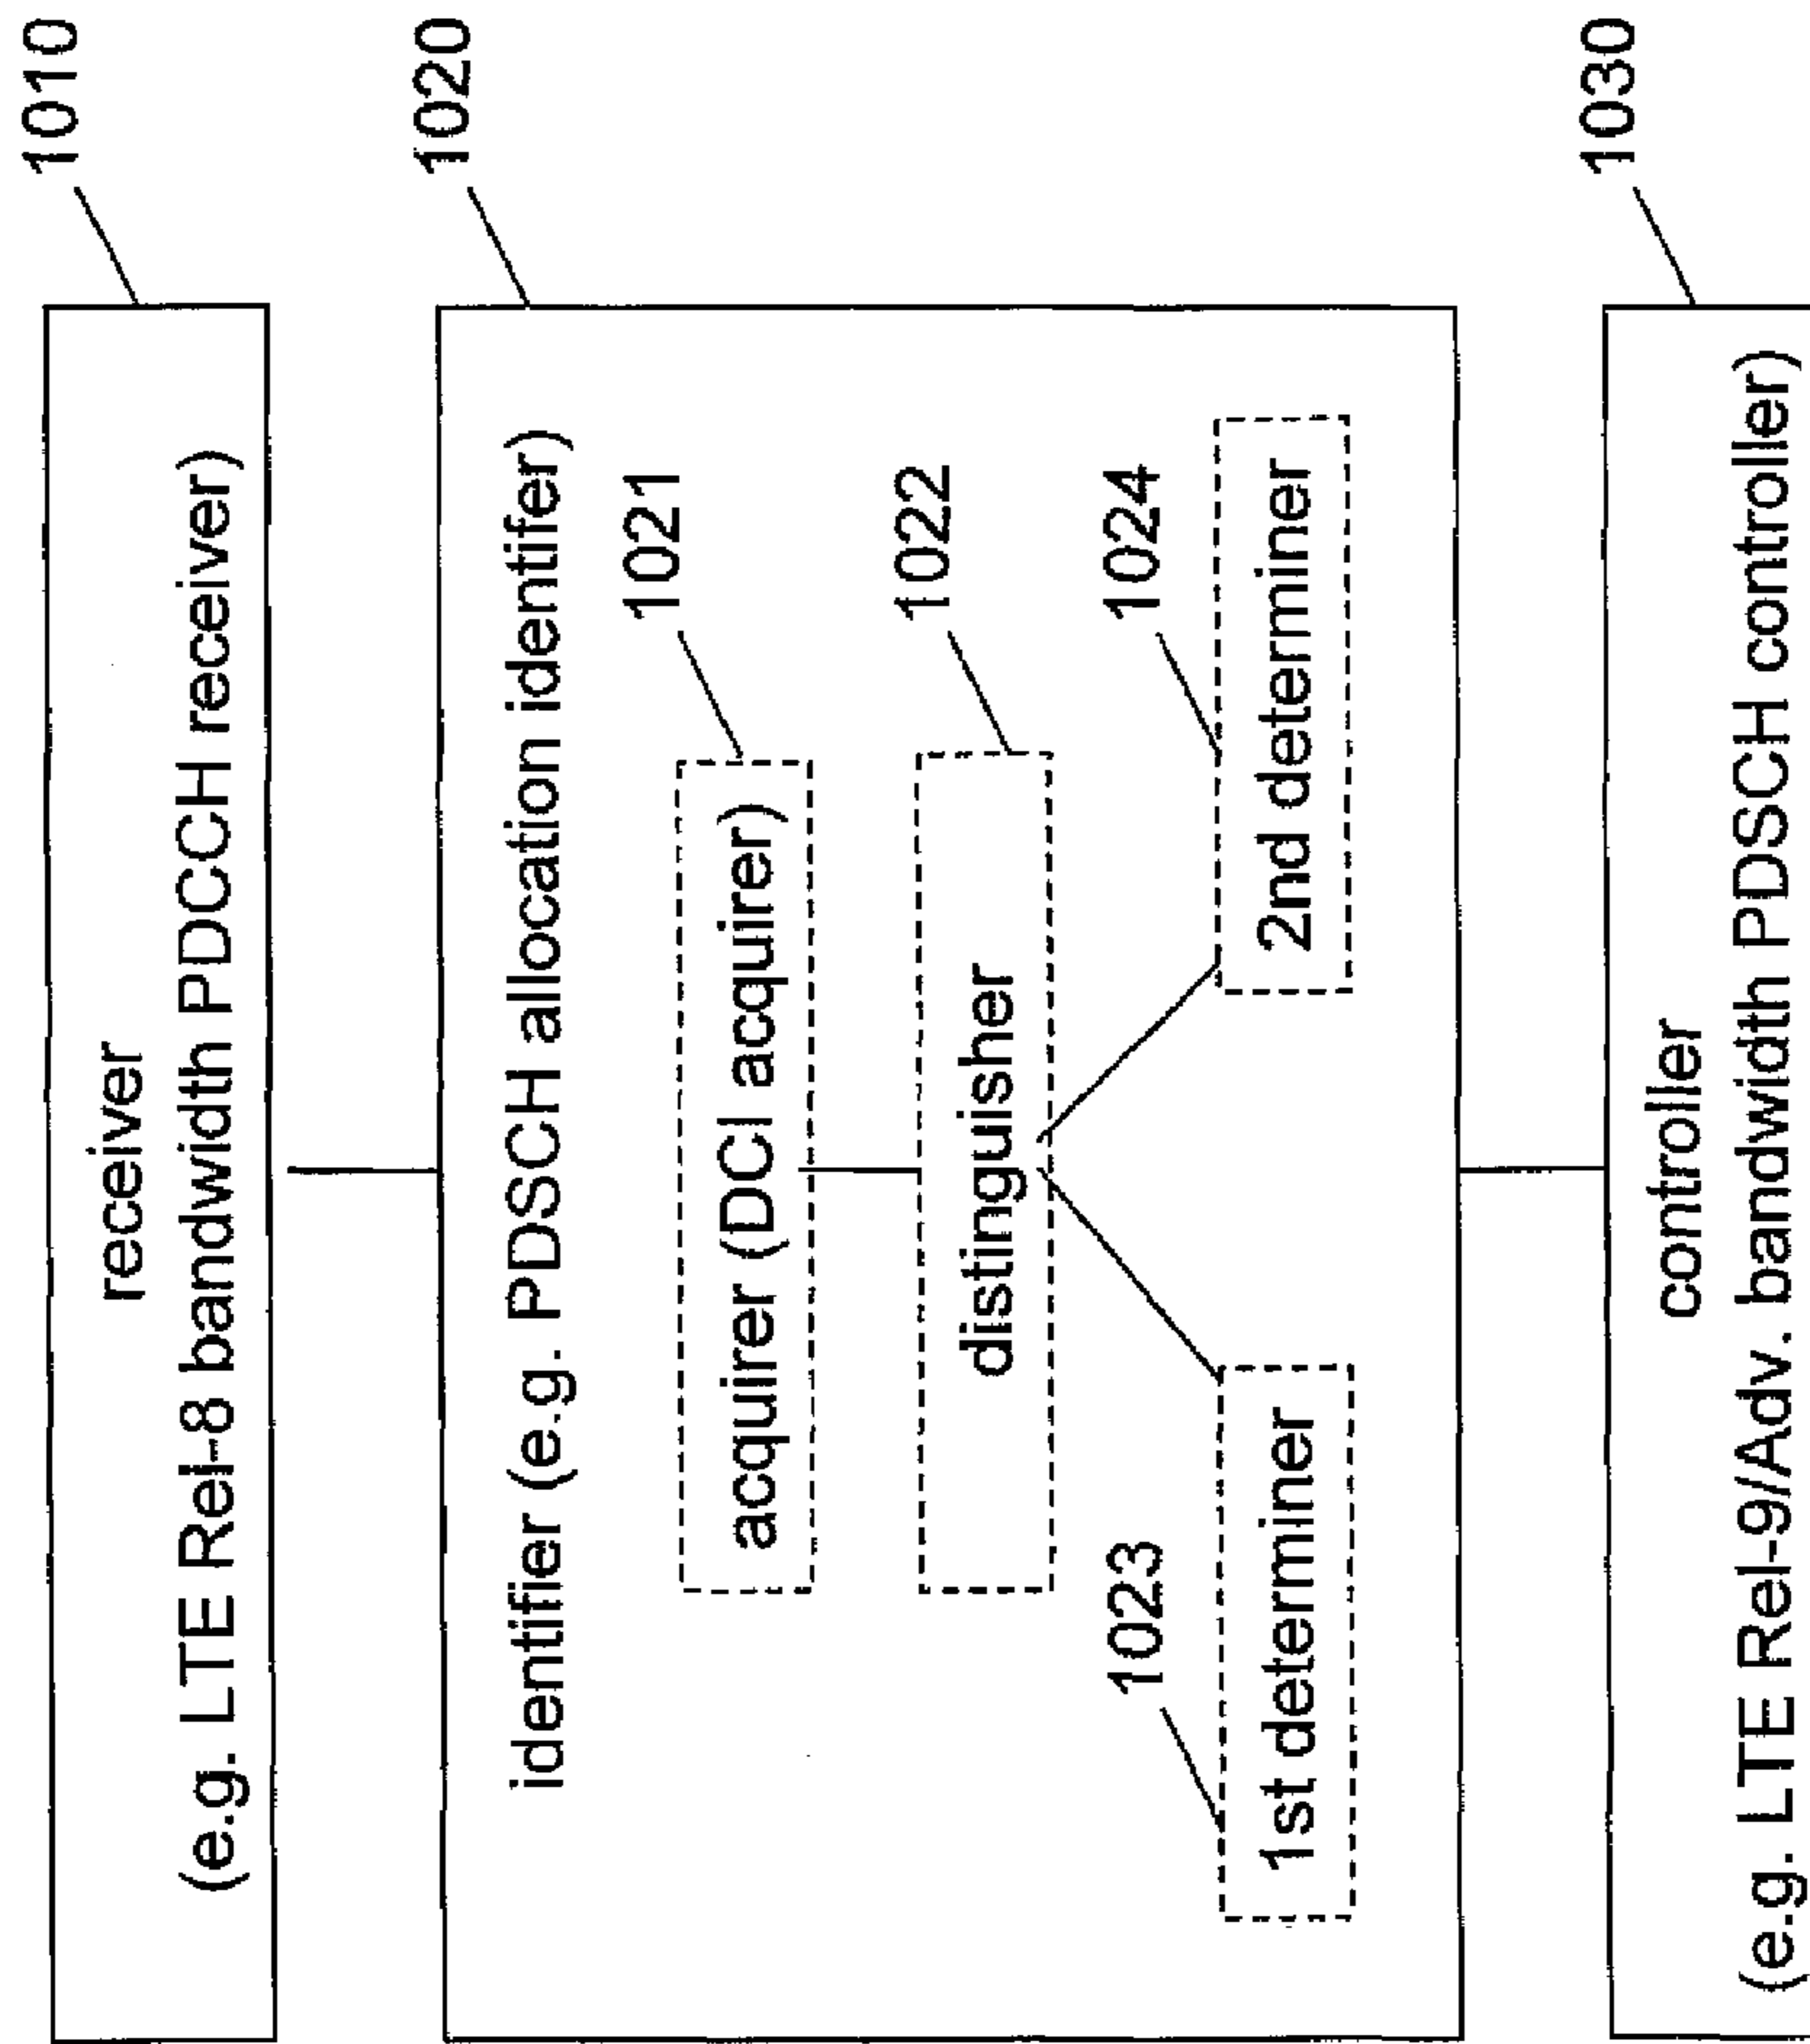 1010
receiver
(e.g. LTE Rel-8 bandwidth PDCCH receiver)
1020
identifier (e.g. PDSCH allocation identifer)
1021
acquirer (DCI acquirer)
1022
distinguisher
1023
1024
1st determiner
2nd determiner
1030
controller
(e.g. LTE Rel-9/Adv. bandwidth PDSCH controller)